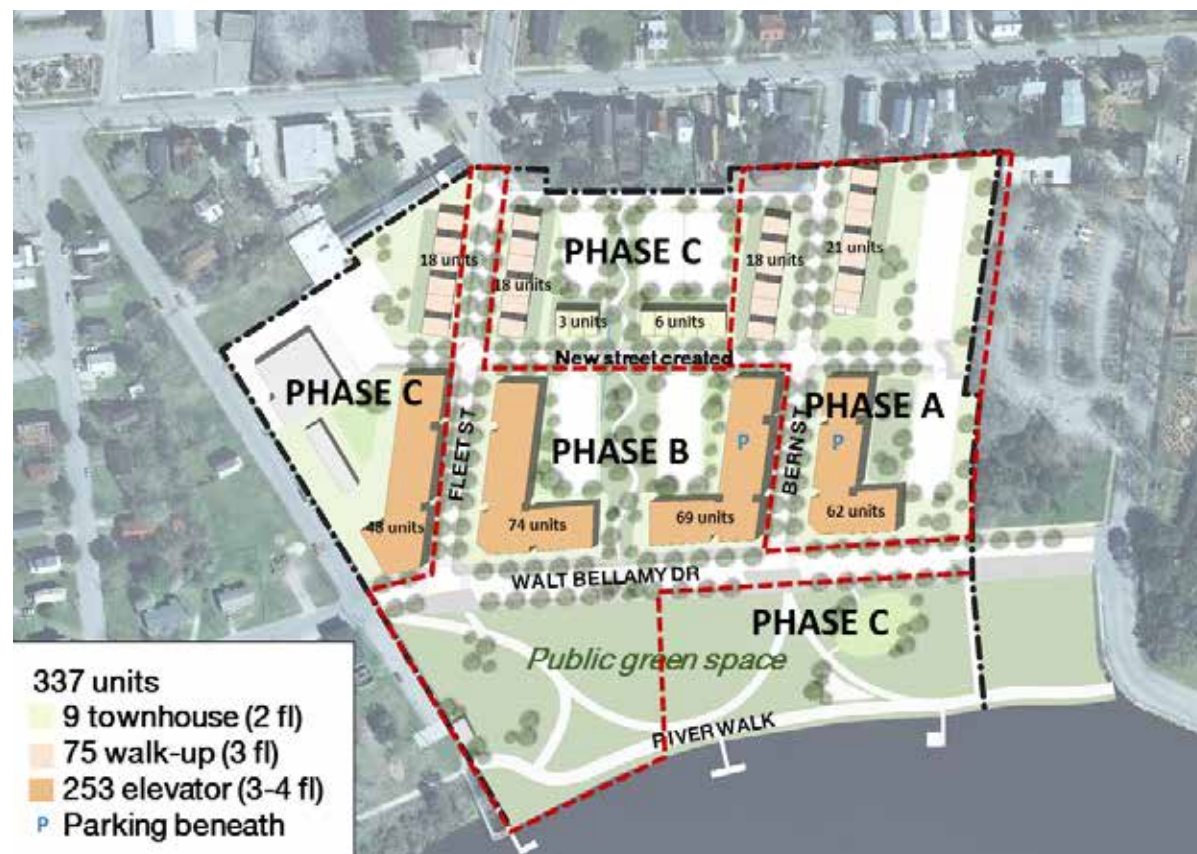 PHASE C
18 units
18 units
18 units
21 units
3 units
6 units
New street created
PHASE C
PHASE A
FLEET ST
BERN ST
P
P
PHASE B
48 units
74 units
69 units
62 units
WALT BELLAMY DR
PHASE C
Public green space
RIVER WALK
337 units
9 townhouse (2 fl)
75 walk-up (3 fl)
253 elevator (3-4 fl)
P Parking beneath